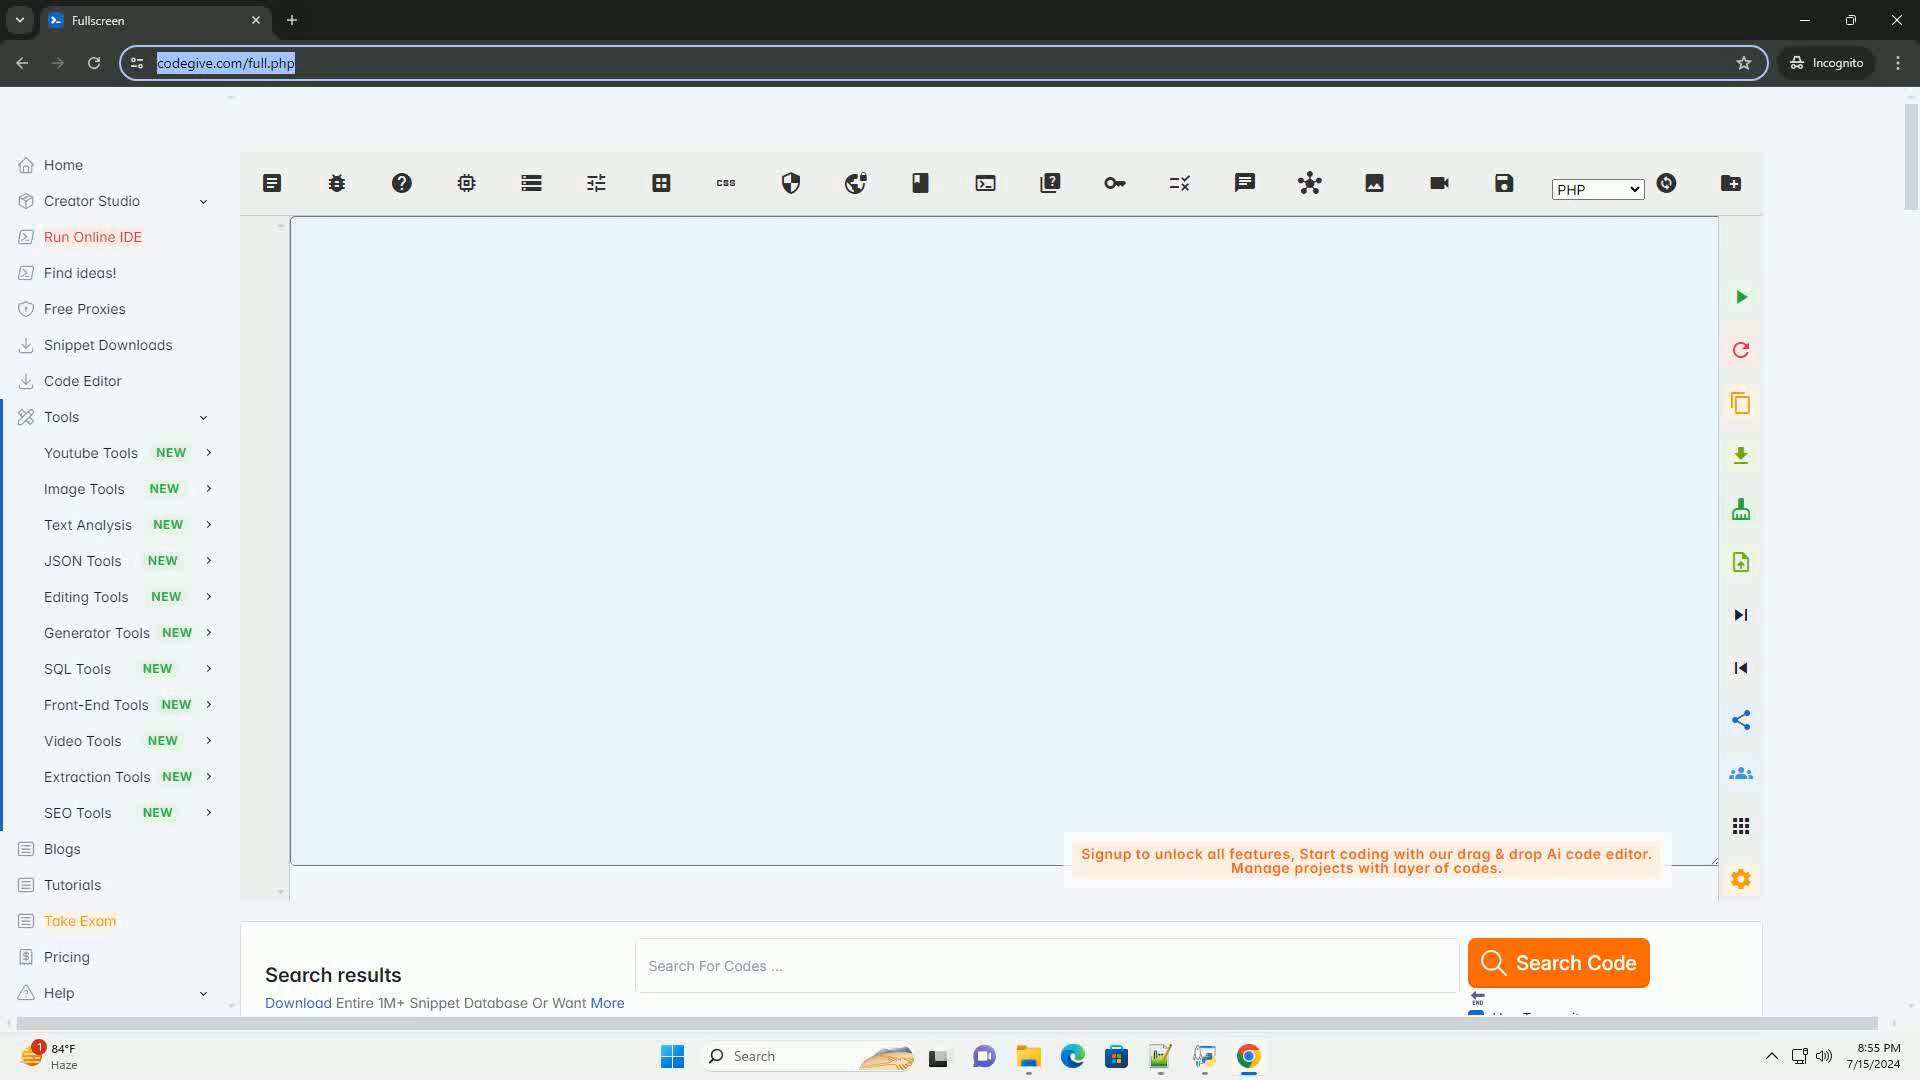 Fullscreen
codegive.com/full.php
Incognito
Home
Creator Studio
Run Online IDE
Find ideas!
Free Proxies
Snippet Downloads
Code Editor
Tools
Youtube Tools NEW
Image Tools NEW
Text Analysis NEW
JSON Tools NEW
Editing Tools NEW
Generator Tools NEW
SQL Tools NEW
Front-End Tools NEW
Video Tools NEW
Extraction Tools NEW
SEO Tools NEW
Blogs
Tutorials
Take Exam
Pricing
Help
css
PHP
Signup to unlock all features, Start coding with our drag & drop Ai code editor.
Manage projects with layer of codes.
Search results
Download Entire 1M+ Snippet Database Or Want More
Search For Codes ...
Search Code
END
1
84°F
Haze
Search
8:55 PM
7/15/2024